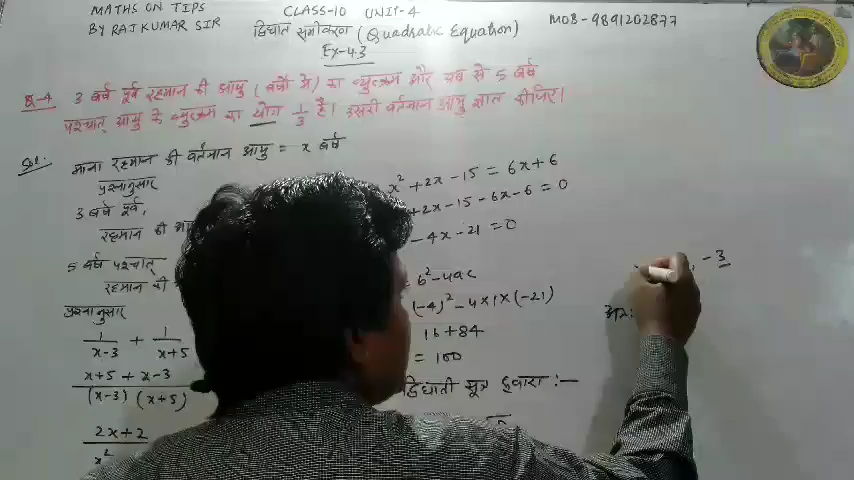 MATHS ON TIPS
BY RAJKUMAR SIR
CLASS-10 UNIT-4
द्विघात समीकरण (Quadratic Equation)
Ex-4.3
MOB-9891202877
Q-4 3 वर्ष पूर्व रहमान की आयु (वर्षों में) का व्युत्क्रम और अब से 5 वर्ष
पश्चात् आयु के व्युत्क्रम का योग 1/3 है। उसकी वर्तमान आयु ज्ञात कीजिए।
Sol. माना रहमान की वर्तमान आयु = x वर्ष
प्रश्नानुसार
3 वर्ष पूर्व,
रहमान की
5 वर्ष पश्चात्
रहमान की
प्रश्नानुसार
1/(x-3) + 1/(x+5)
x+5+x-3
(x-3) (x+5)
2x+2
x²
x²+2x-15 = 6x+6
+2x-15-6x-6=0
-4x-21=0
= b²-4ac
(-4)²-4×1×(-21)
16+84
= 100
द्विघाती सूत्र द्वारा :-
, -3
अतः